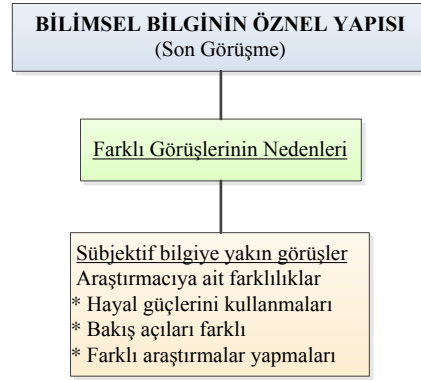 BİLİMSEL BİLGİNİN ÖZNEL YAPISI
(Son Görüşme)
Farklı Görüşlerinin Nedenleri
Sübjektif bilgiye yakın görüşler
Araştırmacıya ait farklılıklar
* Hayal güçlerini kullanmaları
* Bakış açıları farklı
* Farklı araştırmalar yapmaları